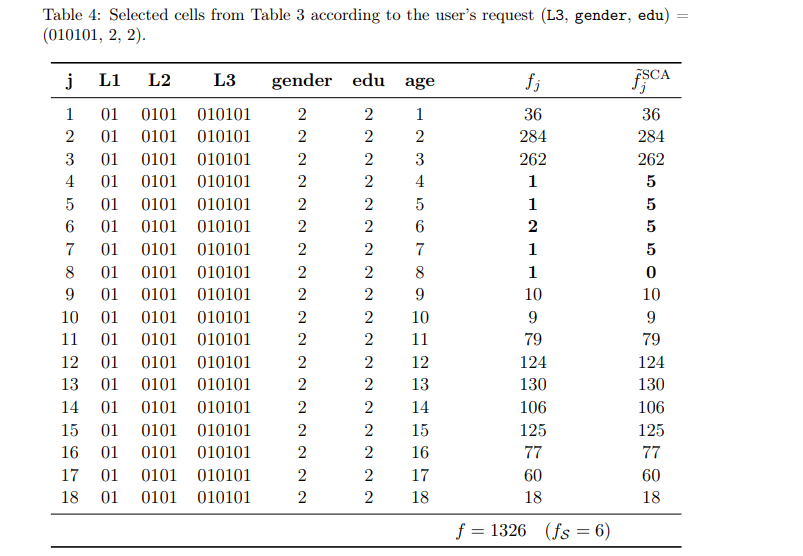 Table 4: Selected cells from Table 3 according to the user's request (L3, gender, edu) =
(010101, 2, 2).
j L1 L2 L3 gender edu age f_j f̃_j^SCA
1 01 0101 010101 2 2 1 36 36
2 01 0101 010101 2 2 2 284 284
3 01 0101 010101 2 2 3 262 262
4 01 0101 010101 2 2 4 1 5
5 01 0101 010101 2 2 5 1 5
6 01 0101 010101 2 2 6 2 5
7 01 0101 010101 2 2 7 1 5
8 01 0101 010101 2 2 8 1 0
9 01 0101 010101 2 2 9 10 10
10 01 0101 010101 2 2 10 9 9
11 01 0101 010101 2 2 11 79 79
12 01 0101 010101 2 2 12 124 124
13 01 0101 010101 2 2 13 130 130
14 01 0101 010101 2 2 14 106 106
15 01 0101 010101 2 2 15 125 125
16 01 0101 010101 2 2 16 77 77
17 01 0101 010101 2 2 17 60 60
18 01 0101 010101 2 2 18 18 18
f = 1326 (f_S = 6)